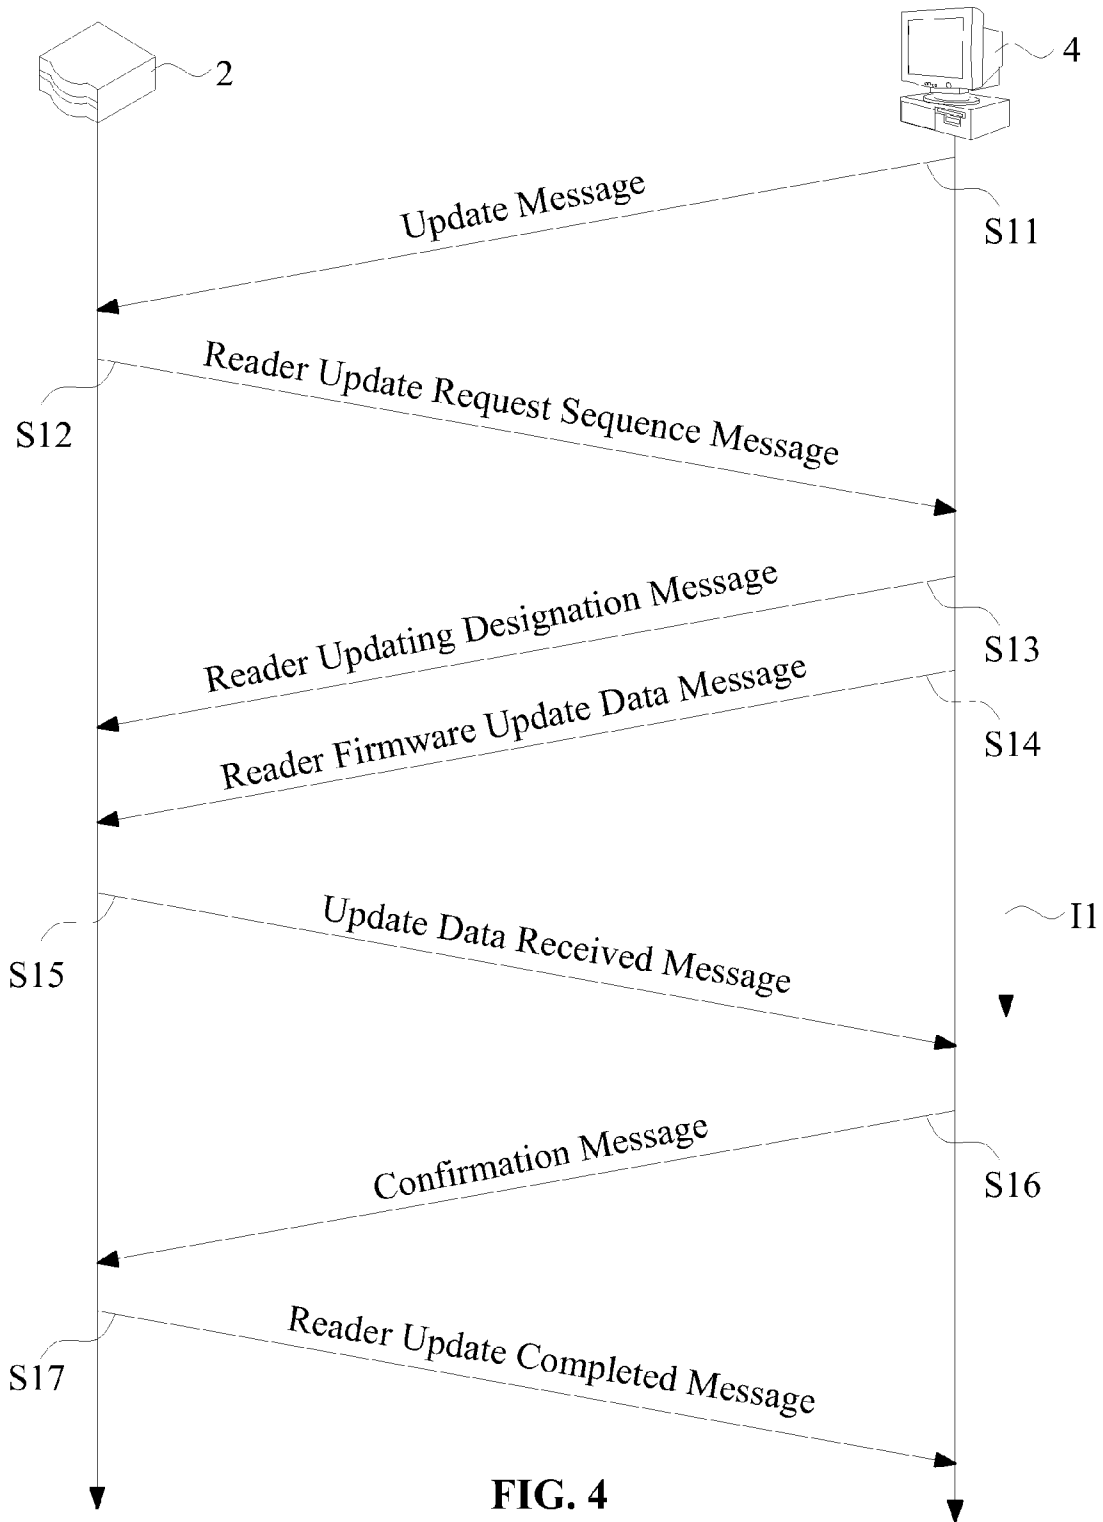 2
4
Update Message
S11
Reader Update Request Sequence Message
S12
Reader Updating Designation Message
S13
Reader Firmware Update Data Message
S14
Update Data Received Message
I1
S15
Confirmation Message
S16
Reader Update Completed Message
S17
FIG. 4